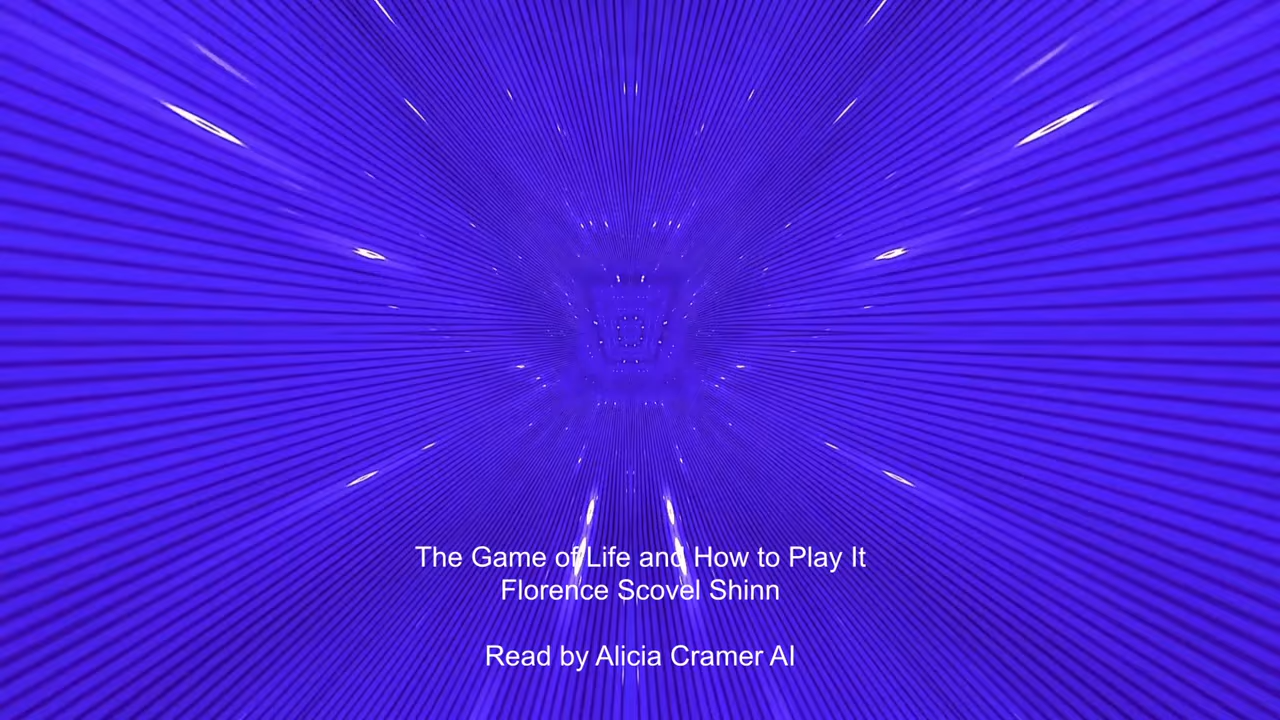 The Game of Life and How to Play It
Florence Scovel Shinn
Read by Alicia Cramer AI